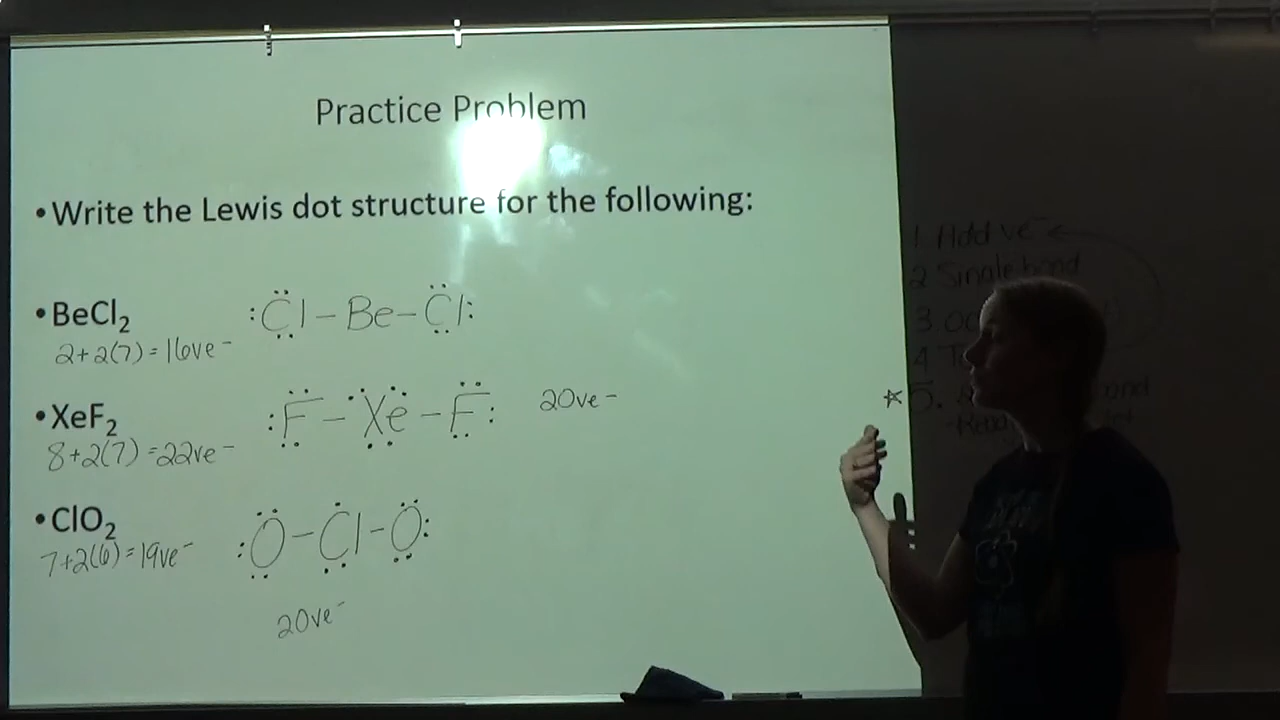 Practice Problem
• Write the Lewis dot structure for the following:
• BeCl₂
:Cl–Be–Cl:
2+2(7)=16ve⁻
• XeF₂
:F–Xe–F:
20ve⁻
8+2(7)=22ve⁻
• ClO₂
:O–Cl–O:
7+2(6)=19ve⁻
20ve⁻
1 Add ve⁻
2 Single bond
3
4
☆5.